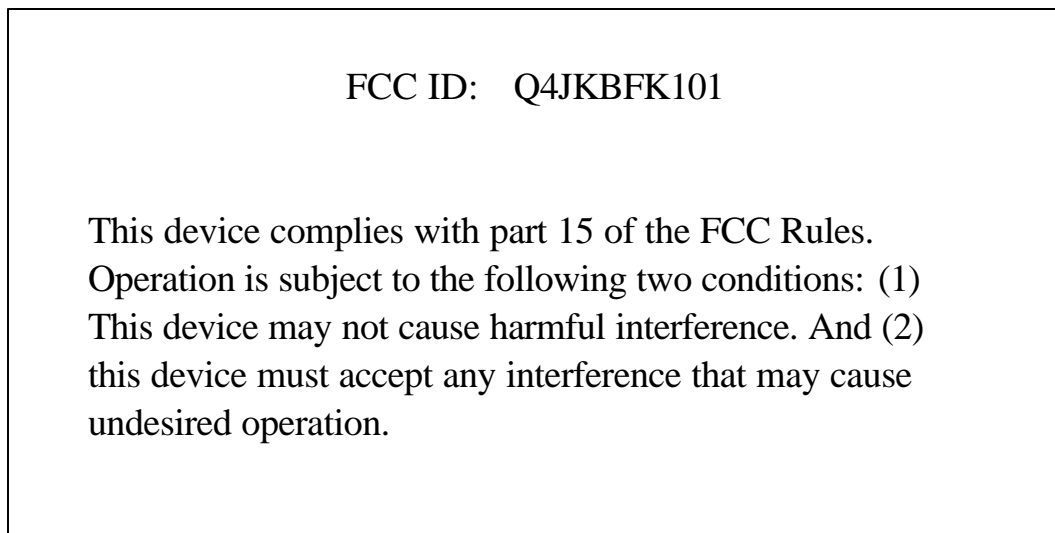 FCC ID: Q4JKBFK101
This device complies with part 15 of the FCC Rules.
Operation is subject to the following two conditions: (1)
This device may not cause harmful interference. And (2)
this device must accept any interference that may cause
undesired operation.